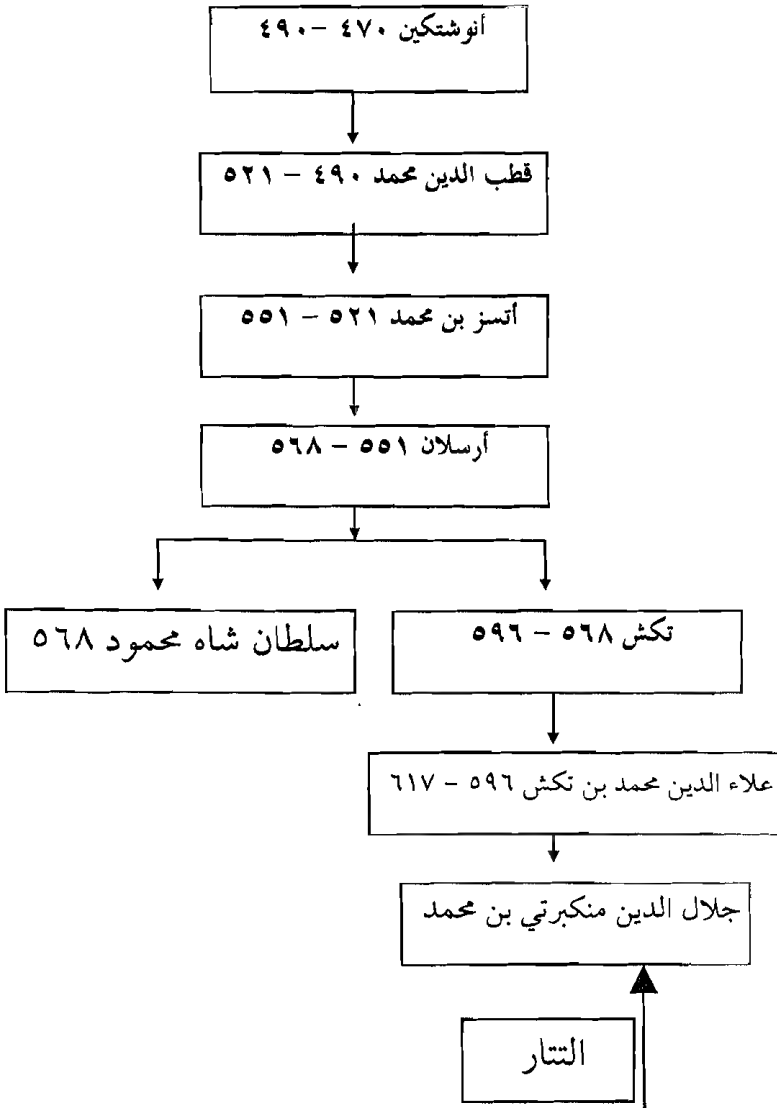 أنوشتكين ٤٧٠ - ٤٩٠
قطب الدين محمد ٤٩٠ - ٥٢١
أتسز بن محمد ٥٢١ - ٥٥١
أرسلان ٥٥١ - ٥٦٨
تكش ٥٦٨ - ٥٩٦
سلطان شاه محمود ٥٦٨
علاء الدين محمد بن تكش ٥٩٦ - ٦١٧
جلال الدين منكبرتي بن محمد
التتار